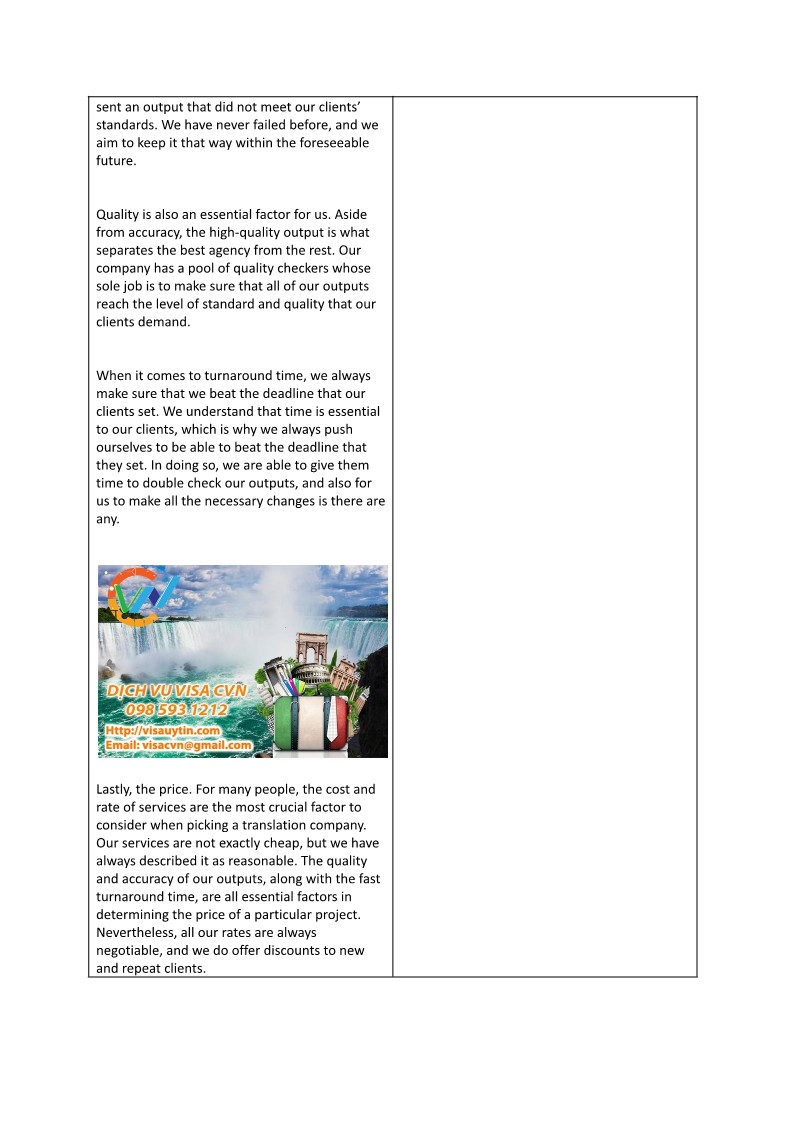 sent an output that did not meet our clients’
standards. We have never failed before, and we
aim to keep it that way within the foreseeable
future.
Quality is also an essential factor for us. Aside
from accuracy, the high-quality output is what
separates the best agency from the rest. Our
company has a pool of quality checkers whose
sole job is to make sure that all of our outputs
reach the level of standard and quality that our
clients demand.
When it comes to turnaround time, we always
make sure that we beat the deadline that our
clients set. We understand that time is essential
to our clients, which is why we always push
ourselves to be able to beat the deadline that
they set. In doing so, we are able to give them
time to double check our outputs, and also for
us to make all the necessary changes is there are
any.
CVN
DỊCH VỤ VISA CVN
098 593 1212
Http://visauytin.com
Email: visacvn@gmail.com
Lastly, the price. For many people, the cost and
rate of services are the most crucial factor to
consider when picking a translation company.
Our services are not exactly cheap, but we have
always described it as reasonable. The quality
and accuracy of our outputs, along with the fast
turnaround time, are all essential factors in
determining the price of a particular project.
Nevertheless, all our rates are always
negotiable, and we do offer discounts to new
and repeat clients.